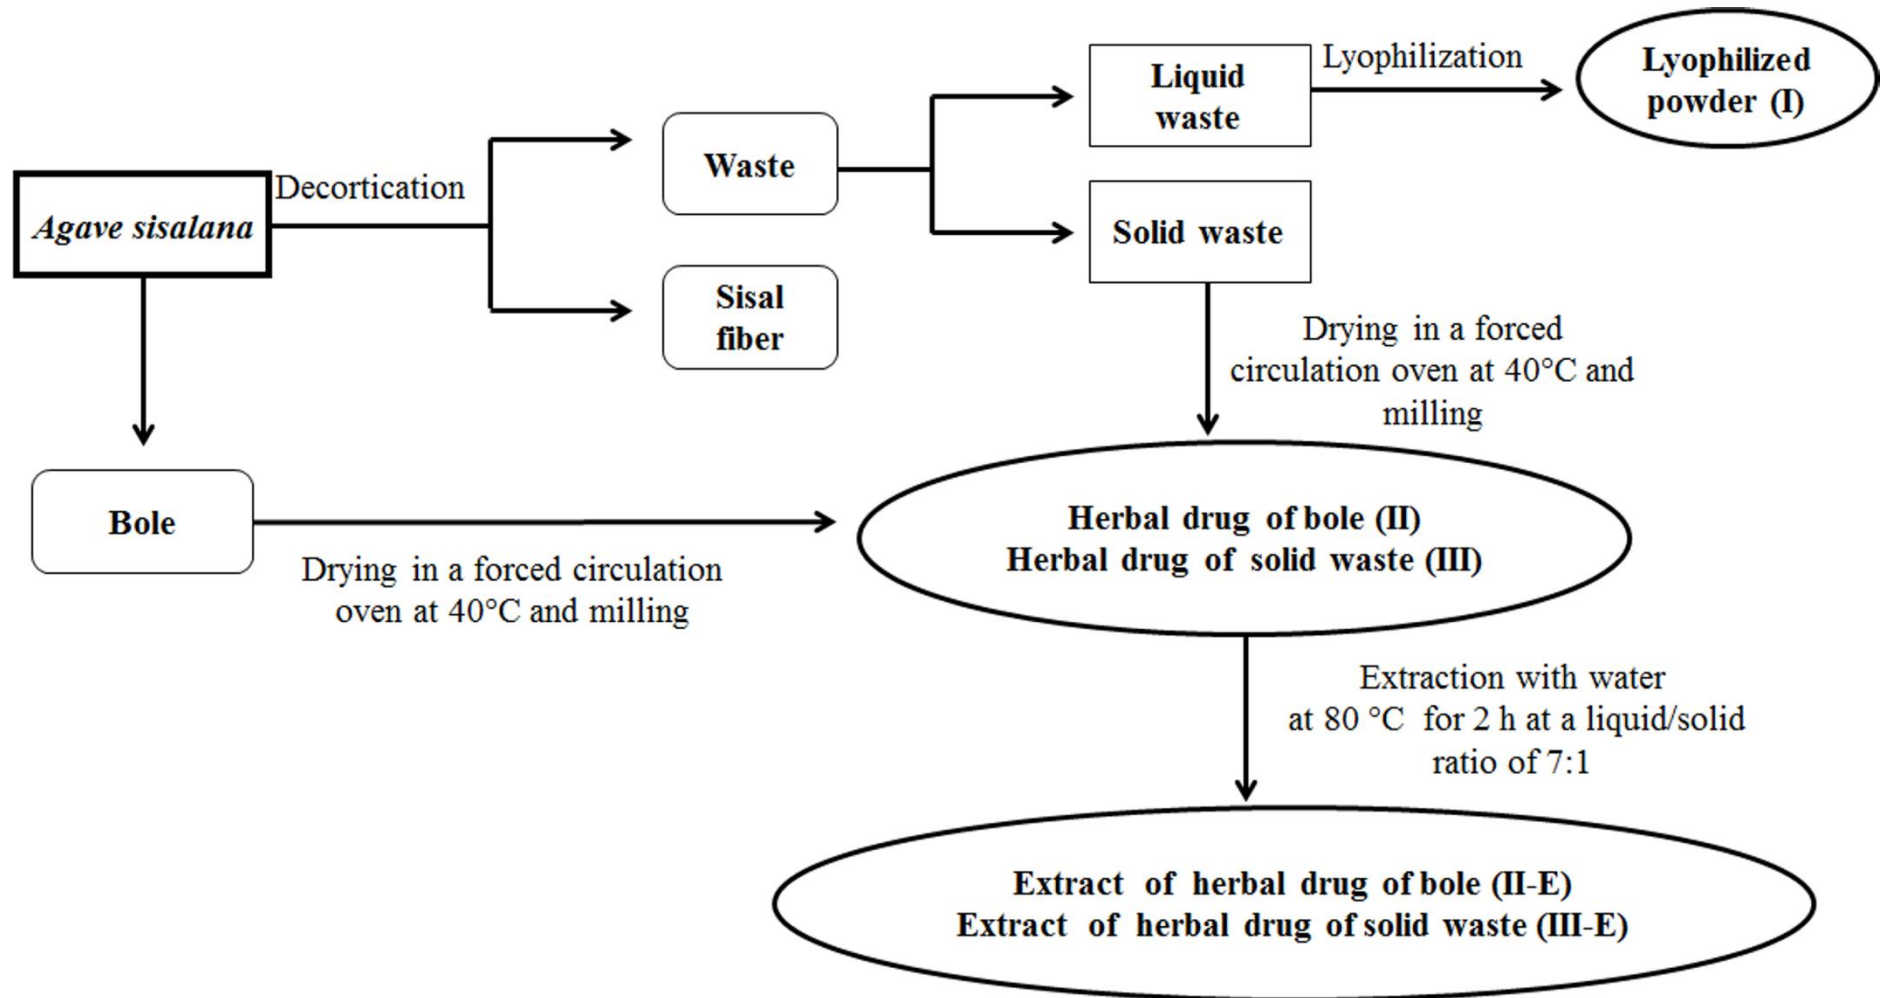 Liquid
waste
Lyophilization
Lyophilized
powder (I)
Waste
Decortication
Agave sisalana
Solid waste
Sisal
fiber
Drying in a forced
circulation oven at 40°C and
milling
Bole
Herbal drug of bole (II)
Herbal drug of solid waste (III)
Drying in a forced circulation
oven at 40°C and milling
Extraction with water
at 80 °C for 2 h at a liquid/solid
ratio of 7:1
Extract of herbal drug of bole (II-E)
Extract of herbal drug of solid waste (III-E)